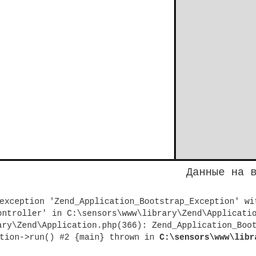 Данные на в
exception 'Zend_Application_Bootstrap_Exception' wi
ontroller' in C:\sensors\www\library\Zend\Applicatio
ary\Zend\Application.php(366): Zend_Application_Boot
tion->run() #2 {main} thrown in C:\sensors\www\libra